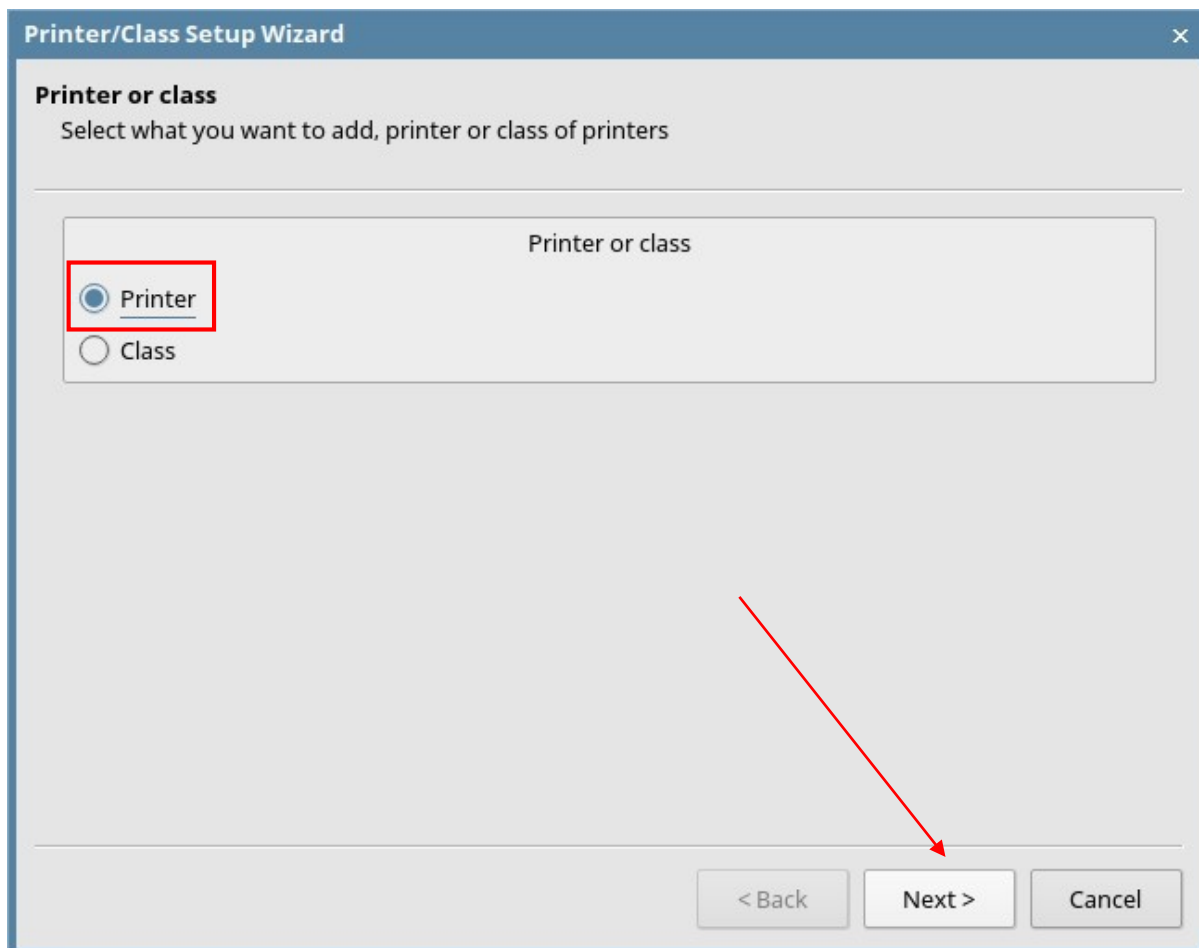 Printer/Class Setup Wizard
Printer or class
Select what you want to add, printer or class of printers
Printer or class
Printer
Class
< Back
Next >
Cancel